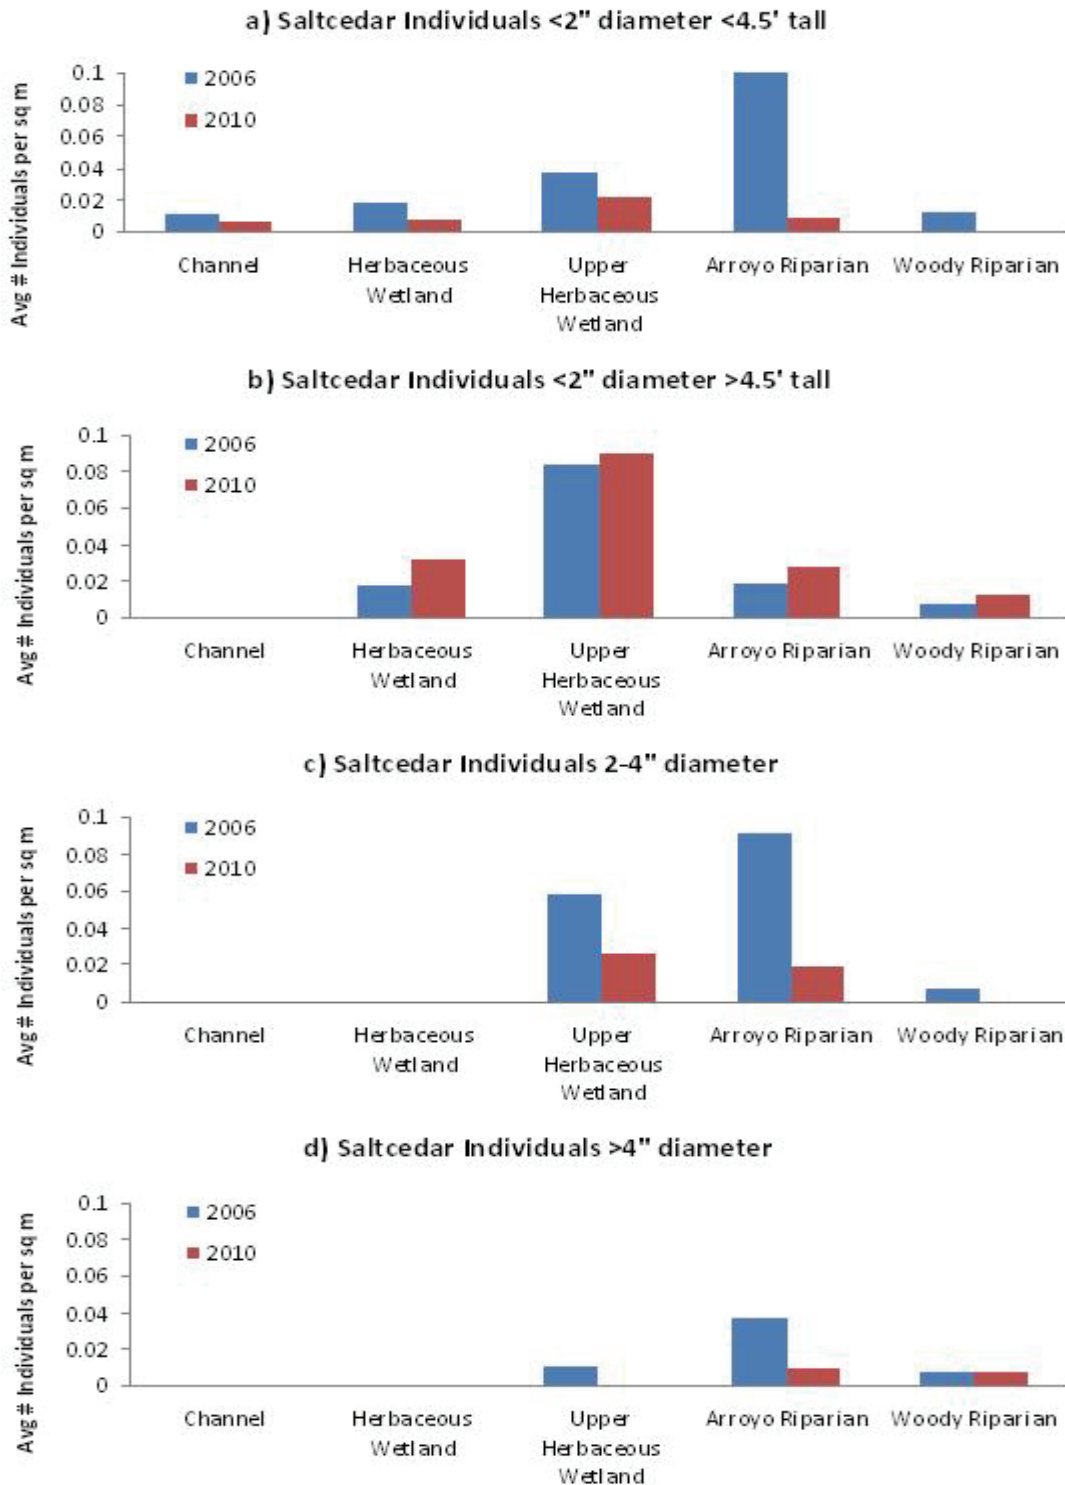 a) Saltcedar Individuals <2" diameter <4.5' tall
Avg # Individuals per sq m
0.1
0.08
0.06
0.04
0.02
0
2006
2010
Channel
Herbaceous
Wetland
Upper
Herbaceous
Wetland
Arroyo Riparian
Woody Riparian
b) Saltcedar Individuals <2" diameter >4.5' tall
Avg # Individuals per sq m
0.1
0.08
0.06
0.04
0.02
0
2006
2010
Channel
Herbaceous
Wetland
Upper
Herbaceous
Wetland
Arroyo Riparian
Woody Riparian
c) Saltcedar Individuals 2-4" diameter
Avg # Individuals per sq m
0.1
0.08
0.06
0.04
0.02
0
2006
2010
Channel
Herbaceous
Wetland
Upper
Herbaceous
Wetland
Arroyo Riparian
Woody Riparian
d) Saltcedar Individuals >4" diameter
Avg # Individuals per sq m
0.1
0.08
0.06
0.04
0.02
0
2006
2010
Channel
Herbaceous
Wetland
Upper
Herbaceous
Wetland
Arroyo Riparian
Woody Riparian